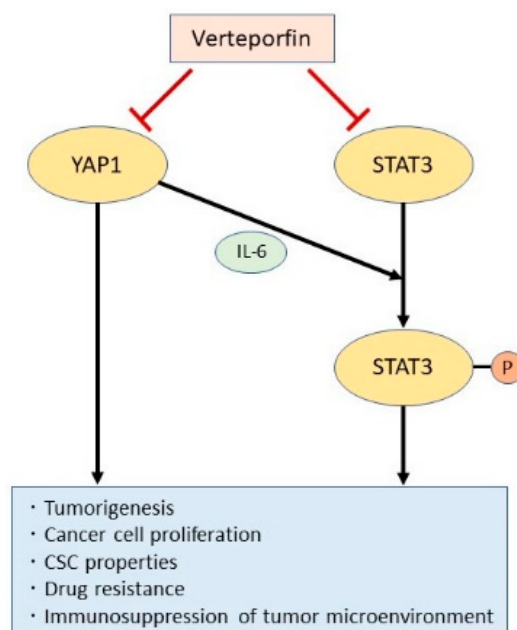 Verteporfin
YAP1
STAT3
IL-6
STAT3
P
・Tumorigenesis
・Cancer cell proliferation
・CSC properties
・Drug resistance
・Immunosuppression of tumor microenvironment